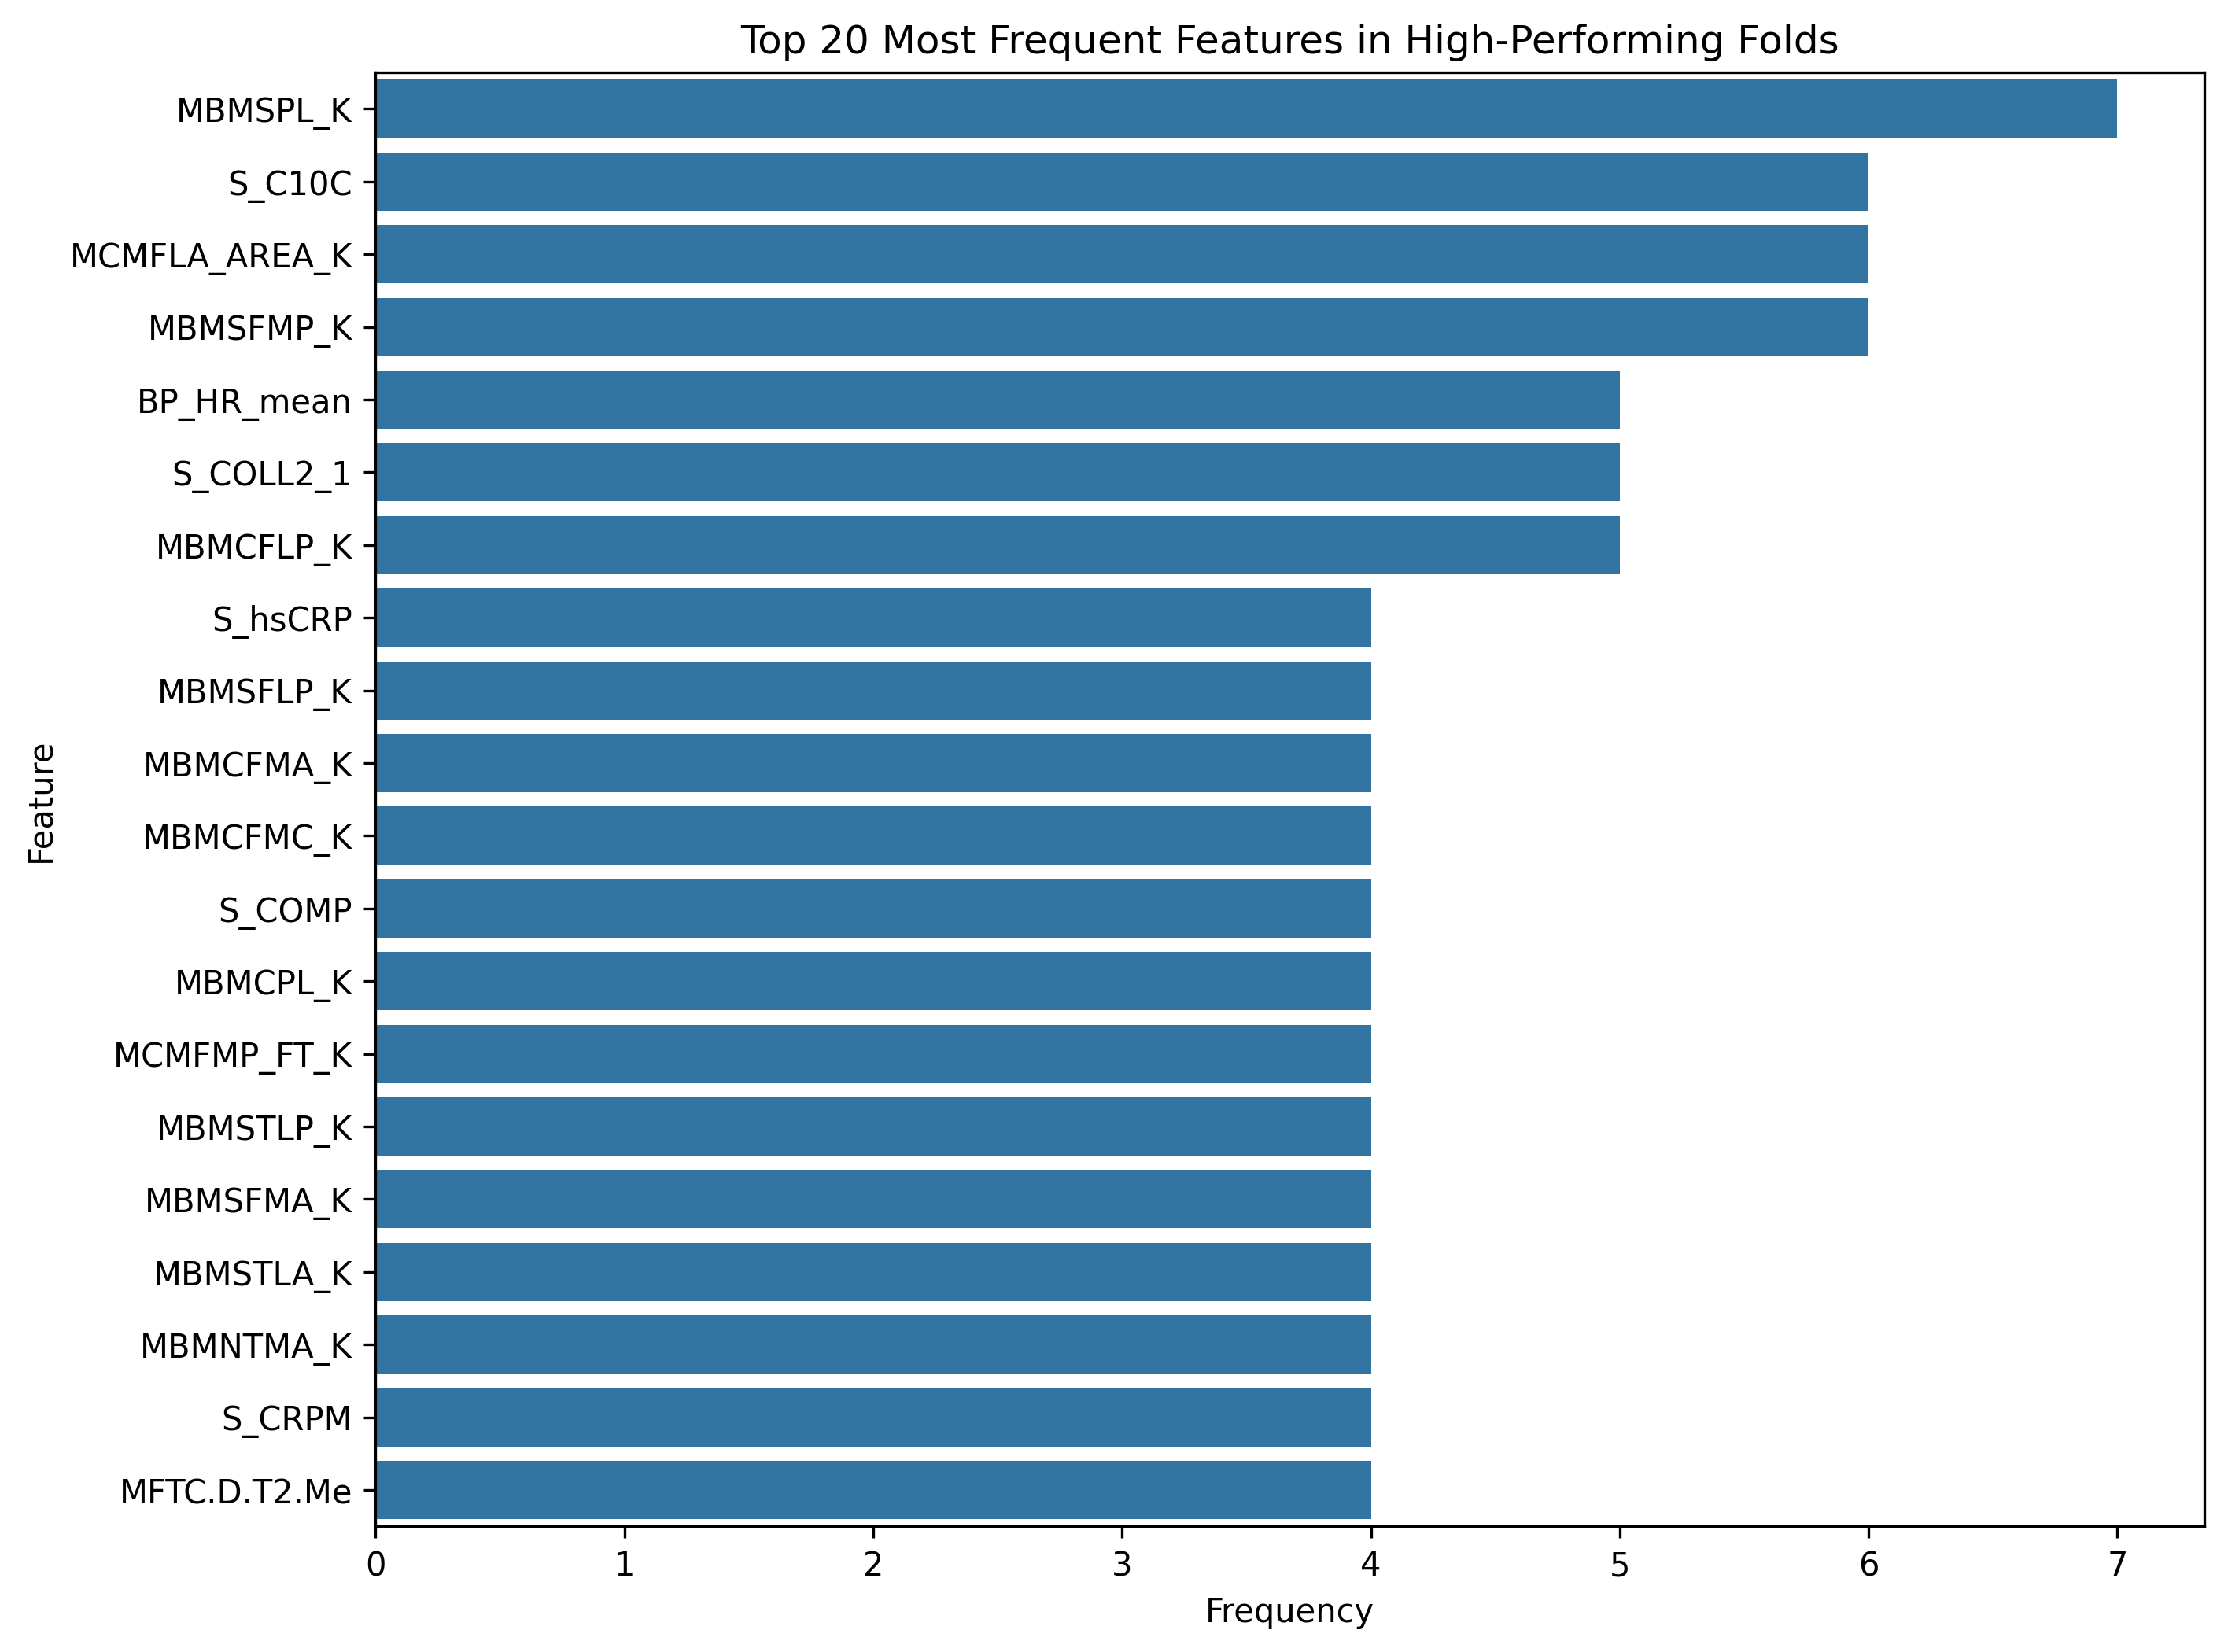 Top 20 Most Frequent Features in High-Performing Folds
Feature
MBMSPL_K
S_C10C
MCMFLA_AREA_K
MBMSFMP_K
BP_HR_mean
S_COLL2_1
MBMCFLP_K
S_hsCRP
MBMSFLP_K
MBMCFMA_K
MBMCFMC_K
S_COMP
MBMCPL_K
MCMFMP_FT_K
MBMSTLP_K
MBMSFMA_K
MBMSTLA_K
MBMNTMA_K
S_CRPM
MFTC.D.T2.Me
0 1 2 3 4 5 6 7
Frequency